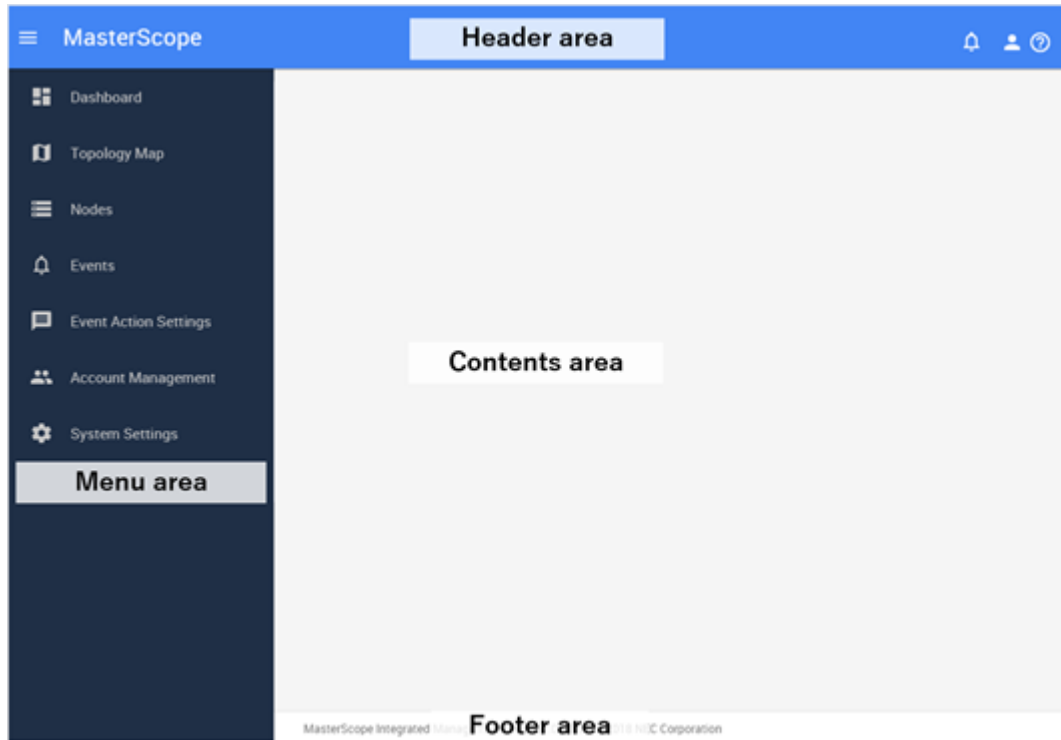 MasterScope
Header area
Dashboard
Topology Map
Nodes
Events
Event Action Settings
Contents area
Account Management
System Settings
Menu area
MasterScope Integrated
Footer area
Corporation